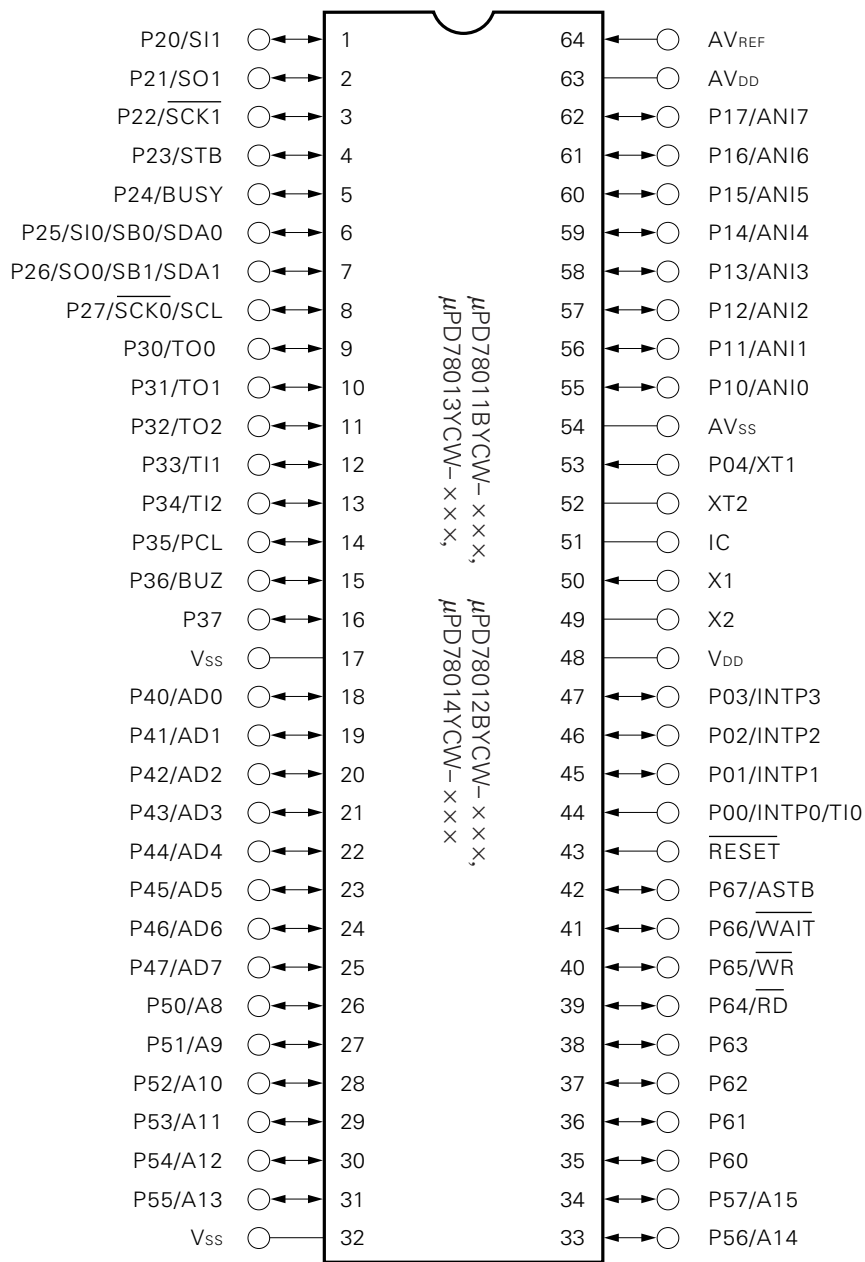 P20/SI1 1 64 AVREF
P21/SO1 2 63 AVDD
P22/S̅C̅K̅1̅ 3 62 P17/ANI7
P23/STB 4 61 P16/ANI6
P24/BUSY 5 60 P15/ANI5
P25/SI0/SB0/SDA0 6 59 P14/ANI4
P26/SO0/SB1/SDA1 7 58 P13/ANI3
P27/S̅C̅K̅0̅/SCL 8 57 P12/ANI2
P30/TO0 9 56 P11/ANI1
P31/TO1 10 55 P10/ANI0
P32/TO2 11 54 AVSS
P33/TI1 12 53 P04/XT1
P34/TI2 13 52 XT2
P35/PCL 14 51 IC
P36/BUZ 15 50 X1
P37 16 49 X2
VSS 17 48 VDD
P40/AD0 18 47 P03/INTP3
P41/AD1 19 46 P02/INTP2
P42/AD2 20 45 P01/INTP1
P43/AD3 21 44 P00/INTP0/TI0
P44/AD4 22 43 R̅E̅S̅E̅T̅
P45/AD5 23 42 P67/ASTB
P46/AD6 24 41 P66/W̅A̅I̅T̅
P47/AD7 25 40 P65/W̅R̅
P50/A8 26 39 P64/R̅D̅
P51/A9 27 38 P63
P52/A10 28 37 P62
P53/A11 29 36 P61
P54/A12 30 35 P60
P55/A13 31 34 P57/A15
VSS 32 33 P56/A14
μPD78011BYCW–×××, μPD78012BYCW–×××,
μPD78013YCW–×××, μPD78014YCW–×××